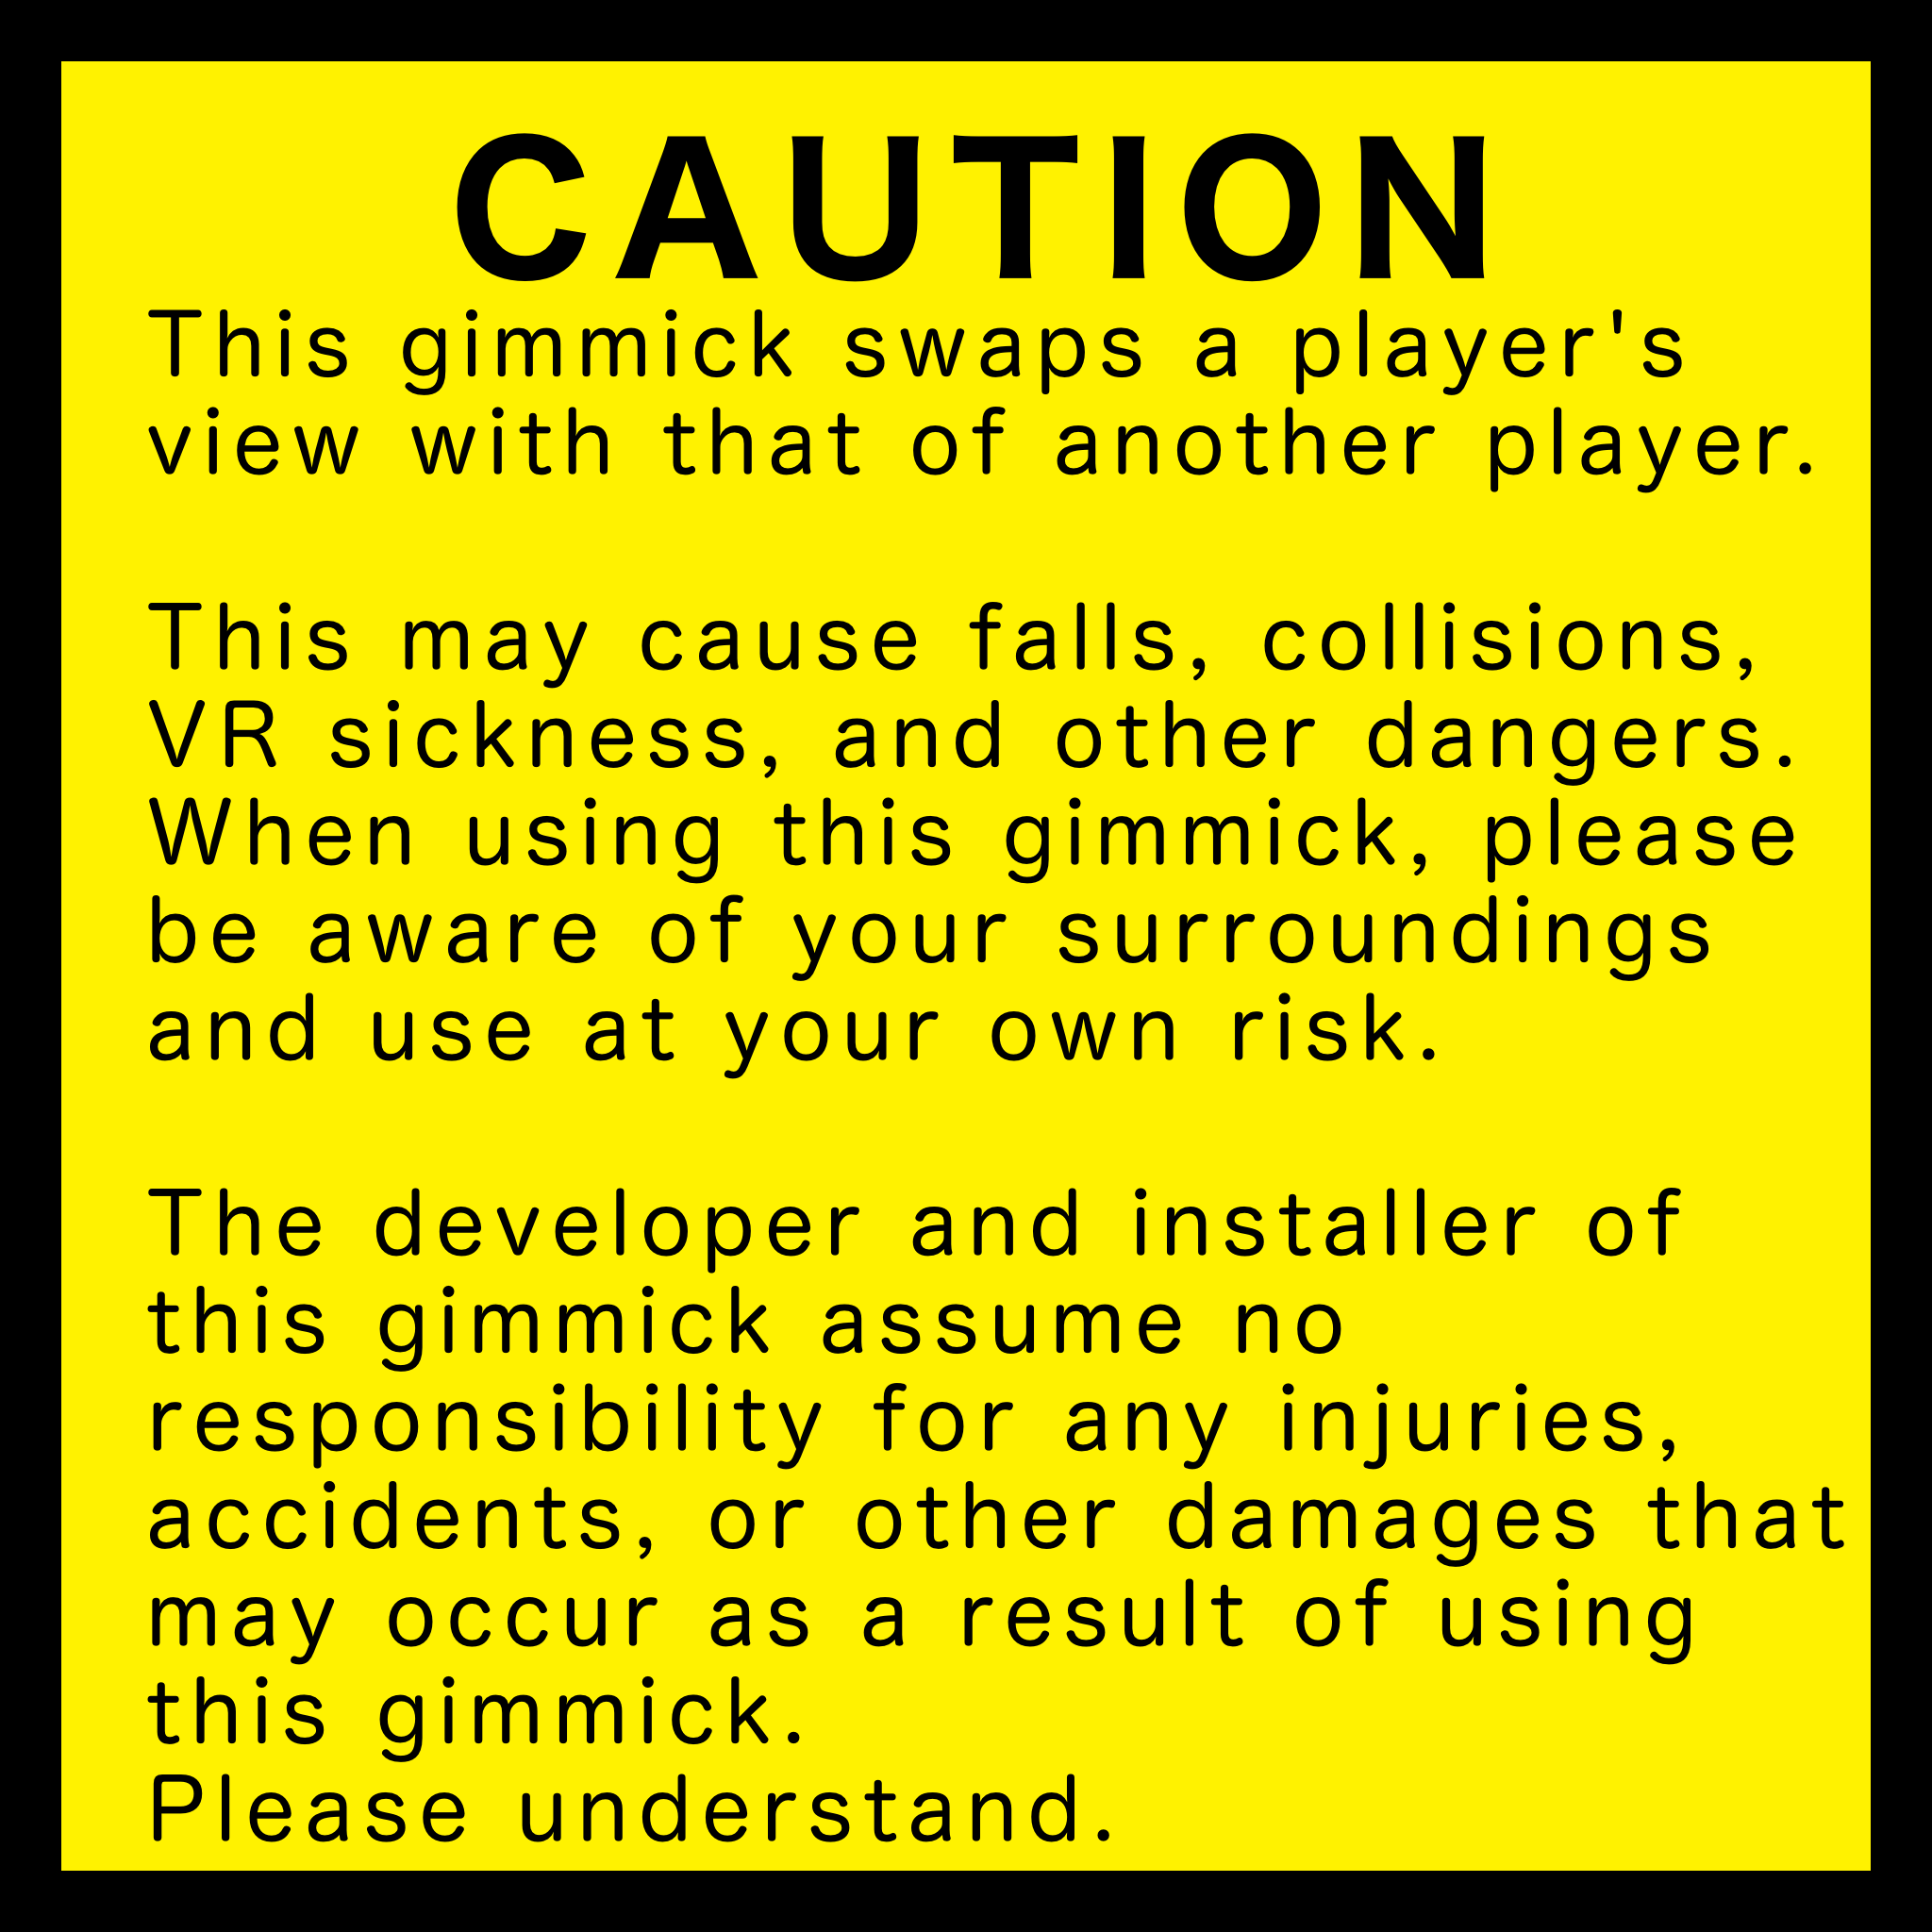 CAUTION
This gimmick swaps a player's
view with that of another player.
This may cause falls, collisions,
VR sickness, and other dangers.
When using this gimmick, please
be aware of your surroundings
and use at your own risk.
The developer and installer of
this gimmick assume no
responsibility for any injuries,
accidents, or other damages that
may occur as a result of using
this gimmick.
Please understand.